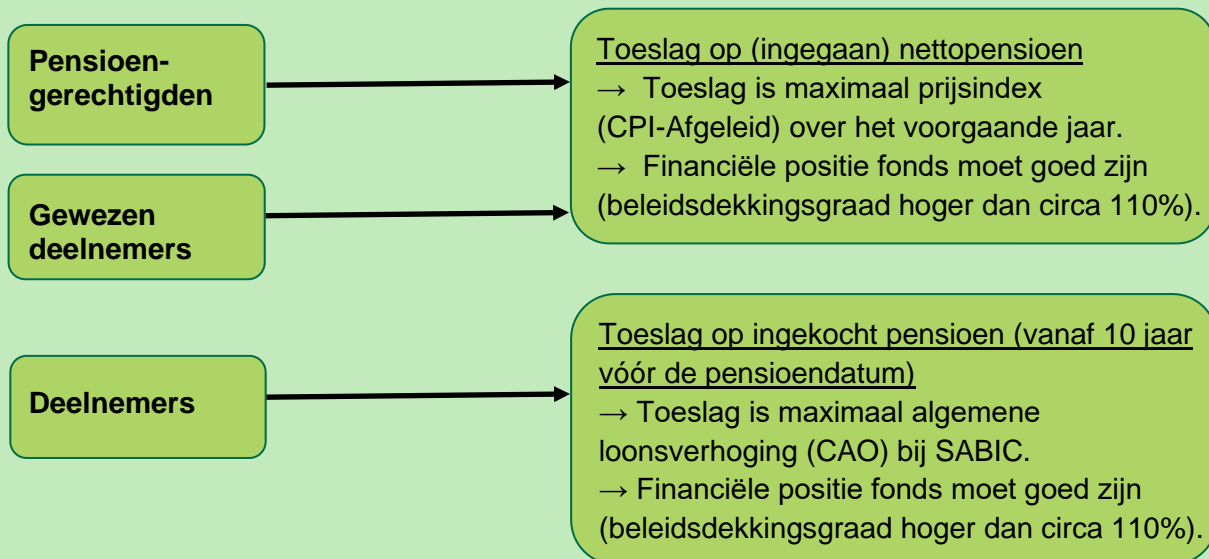 Pensioen-
gerechtigden
Toeslag op (ingegaan) nettopensioen
→ Toeslag is maximaal prijsindex
(CPI-Afgeleid) over het voorgaande jaar.
→ Financiële positie fonds moet goed zijn
(beleidsdekkingsgraad hoger dan circa 110%).
Gewezen
deelnemers
Deelnemers
Toeslag op ingekocht pensioen (vanaf 10 jaar
vóór de pensioendatum)
→ Toeslag is maximaal algemene
loonsverhoging (CAO) bij SABIC.
→ Financiële positie fonds moet goed zijn
(beleidsdekkingsgraad hoger dan circa 110%).